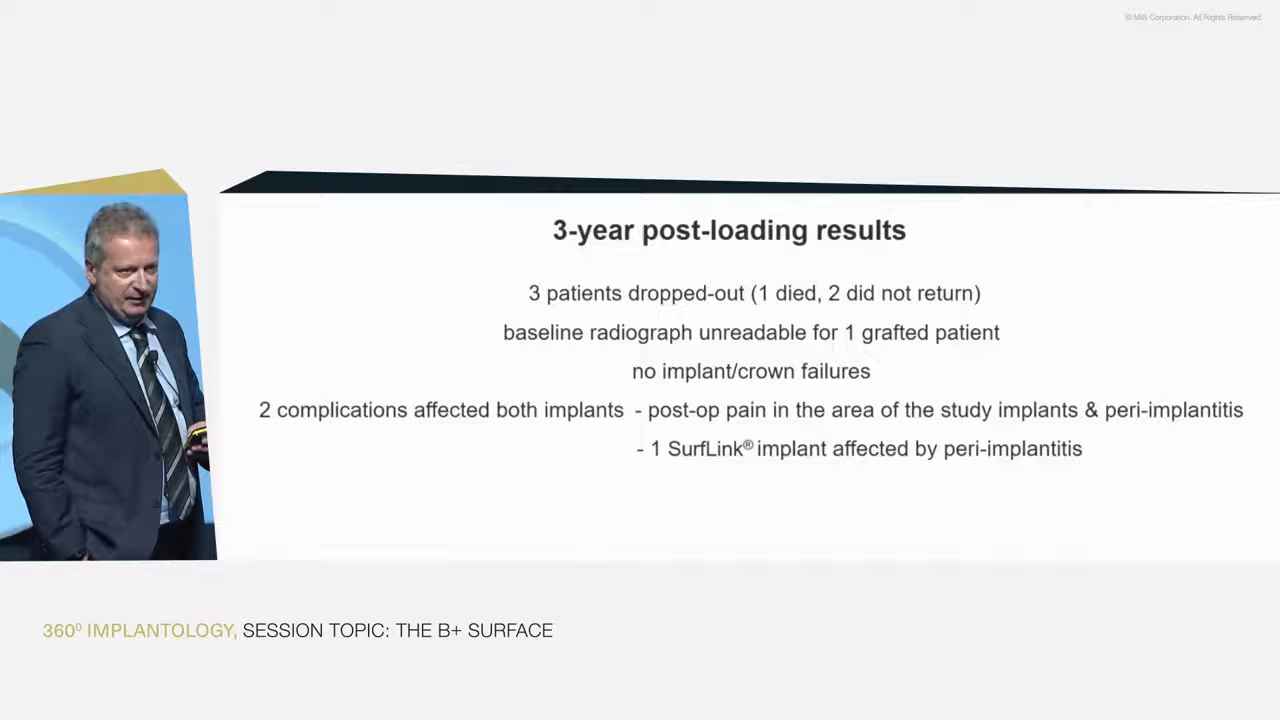 © MIS Corporation. All Rights Reserved.
3-year post-loading results
3 patients dropped-out (1 died, 2 did not return)
baseline radiograph unreadable for 1 grafted patient
no implant/crown failures
2 complications affected both implants - post-op pain in the area of the study implants & peri-implantitis
- 1 SurfLink® implant affected by peri-implantitis
360⁰ IMPLANTOLOGY, SESSION TOPIC: THE B+ SURFACE